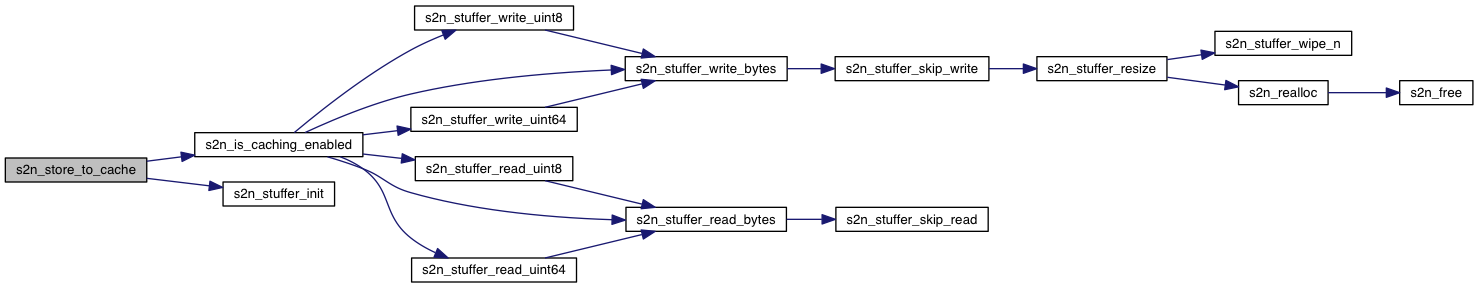 s2n_store_to_cache
s2n_is_caching_enabled
s2n_stuffer_init
s2n_stuffer_write_uint8
s2n_stuffer_write_bytes
s2n_stuffer_write_uint64
s2n_stuffer_read_uint8
s2n_stuffer_read_bytes
s2n_stuffer_read_uint64
s2n_stuffer_skip_write
s2n_stuffer_skip_read
s2n_stuffer_resize
s2n_stuffer_wipe_n
s2n_realloc
s2n_free